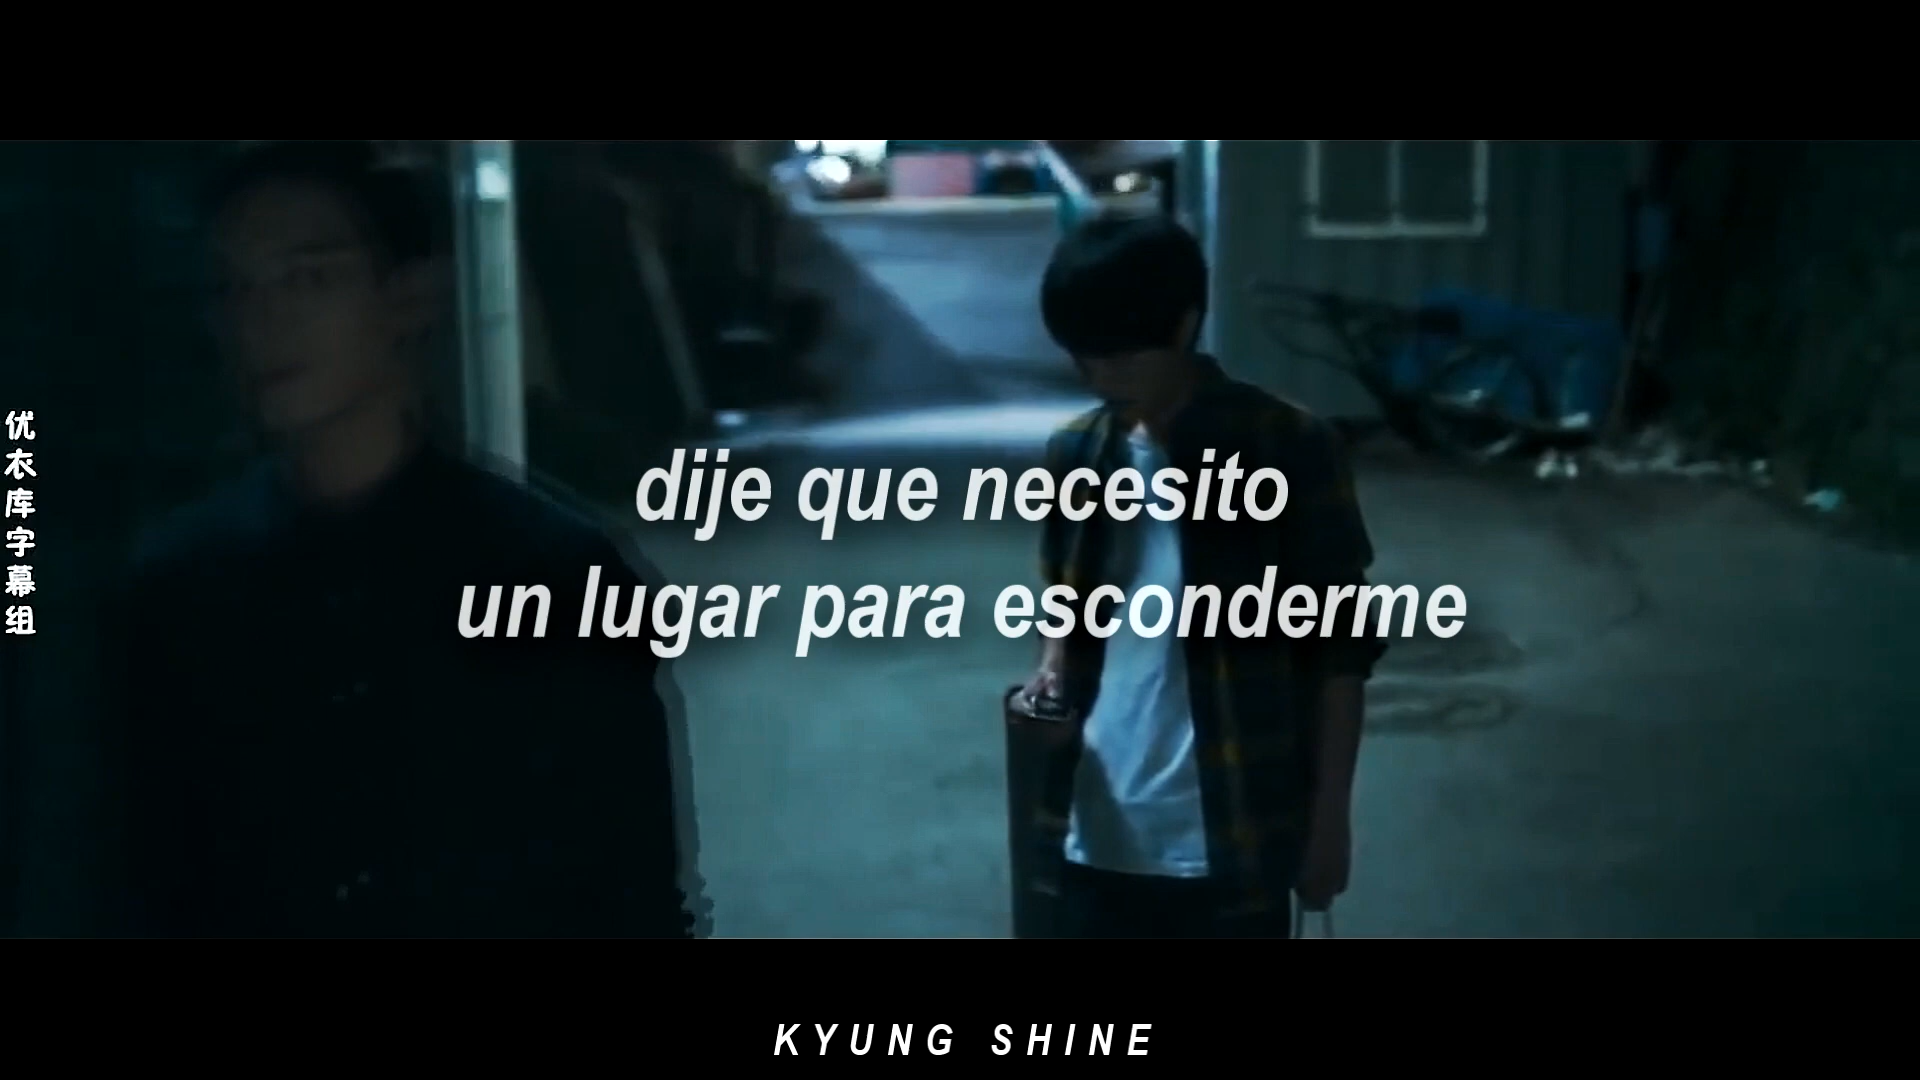 优衣库字幕组
dije que necesito
un lugar para esconderme
KYUNG SHINE